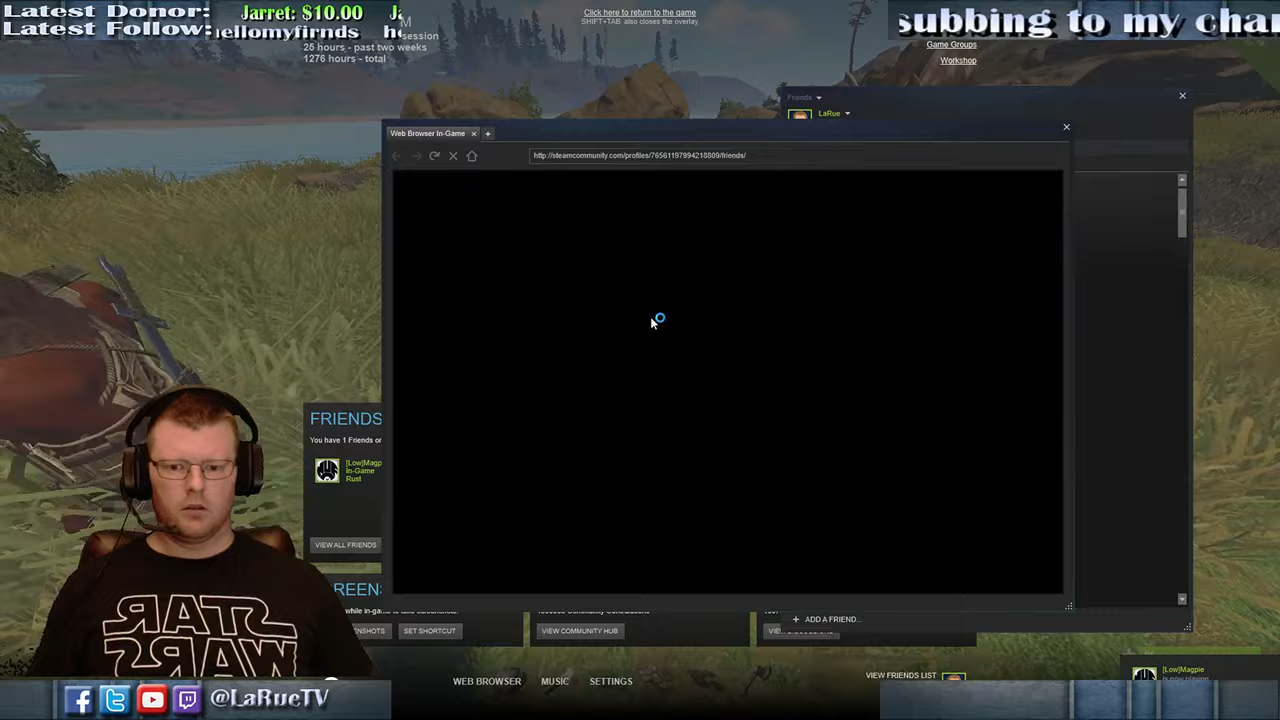 Latest Donor: Jarret: $10.00
Latest Follow: hellomyfirnds
subbing to my
session
25 hours - past two weeks
1276 hours - total
Click here to return to the game
SHIFT+TAB also closes the overlay
Game Groups
Workshop
Friends
LaRue
Web Browser In-Game
http://steamcommunity.com/profiles/76561197994218809/friends/
FRIENDS
You have 1 Friends
[Low]Magp
In-Game
Rust
VIEW ALL FRIENDS
SET SHORTCUT
VIEW COMMUNITY HUB
+ ADD A FRIEND...
WEB BROWSER
MUSIC
SETTINGS
VIEW FRIENDS LIST
[Low]Magpie
is now playing
STAR
WARS
@LaRueTV